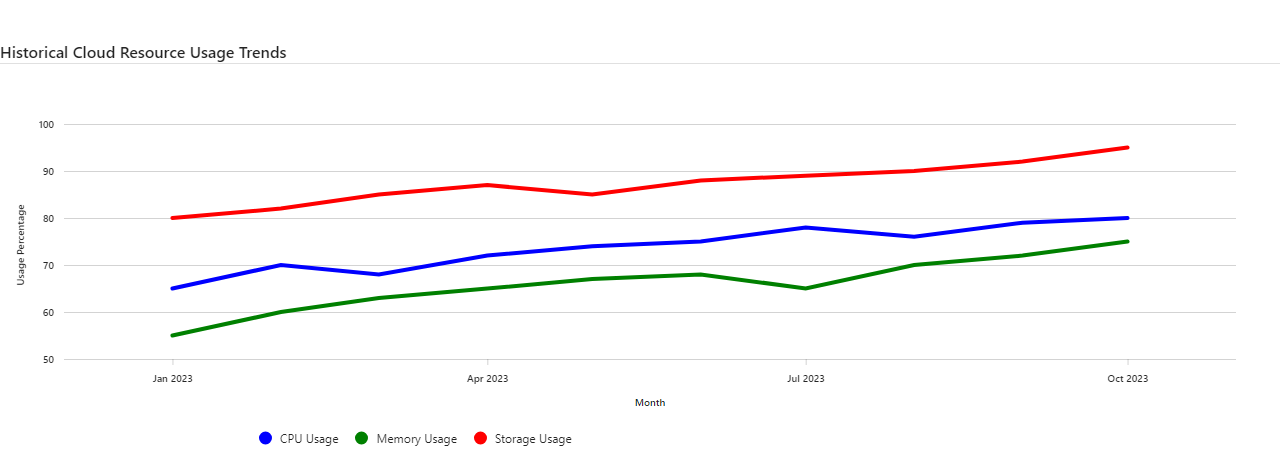 Historical Cloud Resource Usage Trends
100
90
80
70
60
50
Usage Percentage
Jan 2023
Apr 2023
Jul 2023
Oct 2023
Month
CPU Usage
Memory Usage
Storage Usage